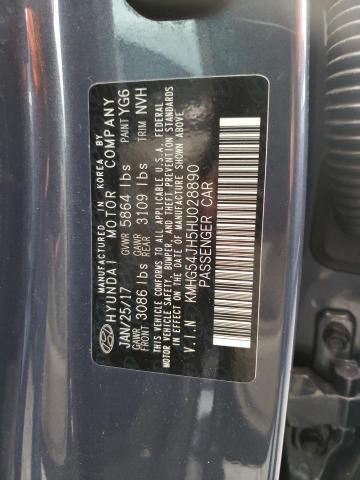 MANUFACTURED IN KOREA BY
HYUNDAI MOTOR COMPANY
JAN/25/17 GVWR 5864 lbs PAINT YG6
GAWR FRONT 3086 lbs GAWR REAR 3109 lbs TRIM NVH
THIS VEHICLE CONFORMS TO ALL APPLICABLE U.S.A. FEDERAL
MOTOR VEHICLE SAFETY, BUMPER, AND THEFT PREVENTION
STANDARDS IN EFFECT ON THE DATE OF MANUFACTURE SHOWN
ABOVE.
V.I.N KMHG54JH5HU028890
PASSENGER CAR